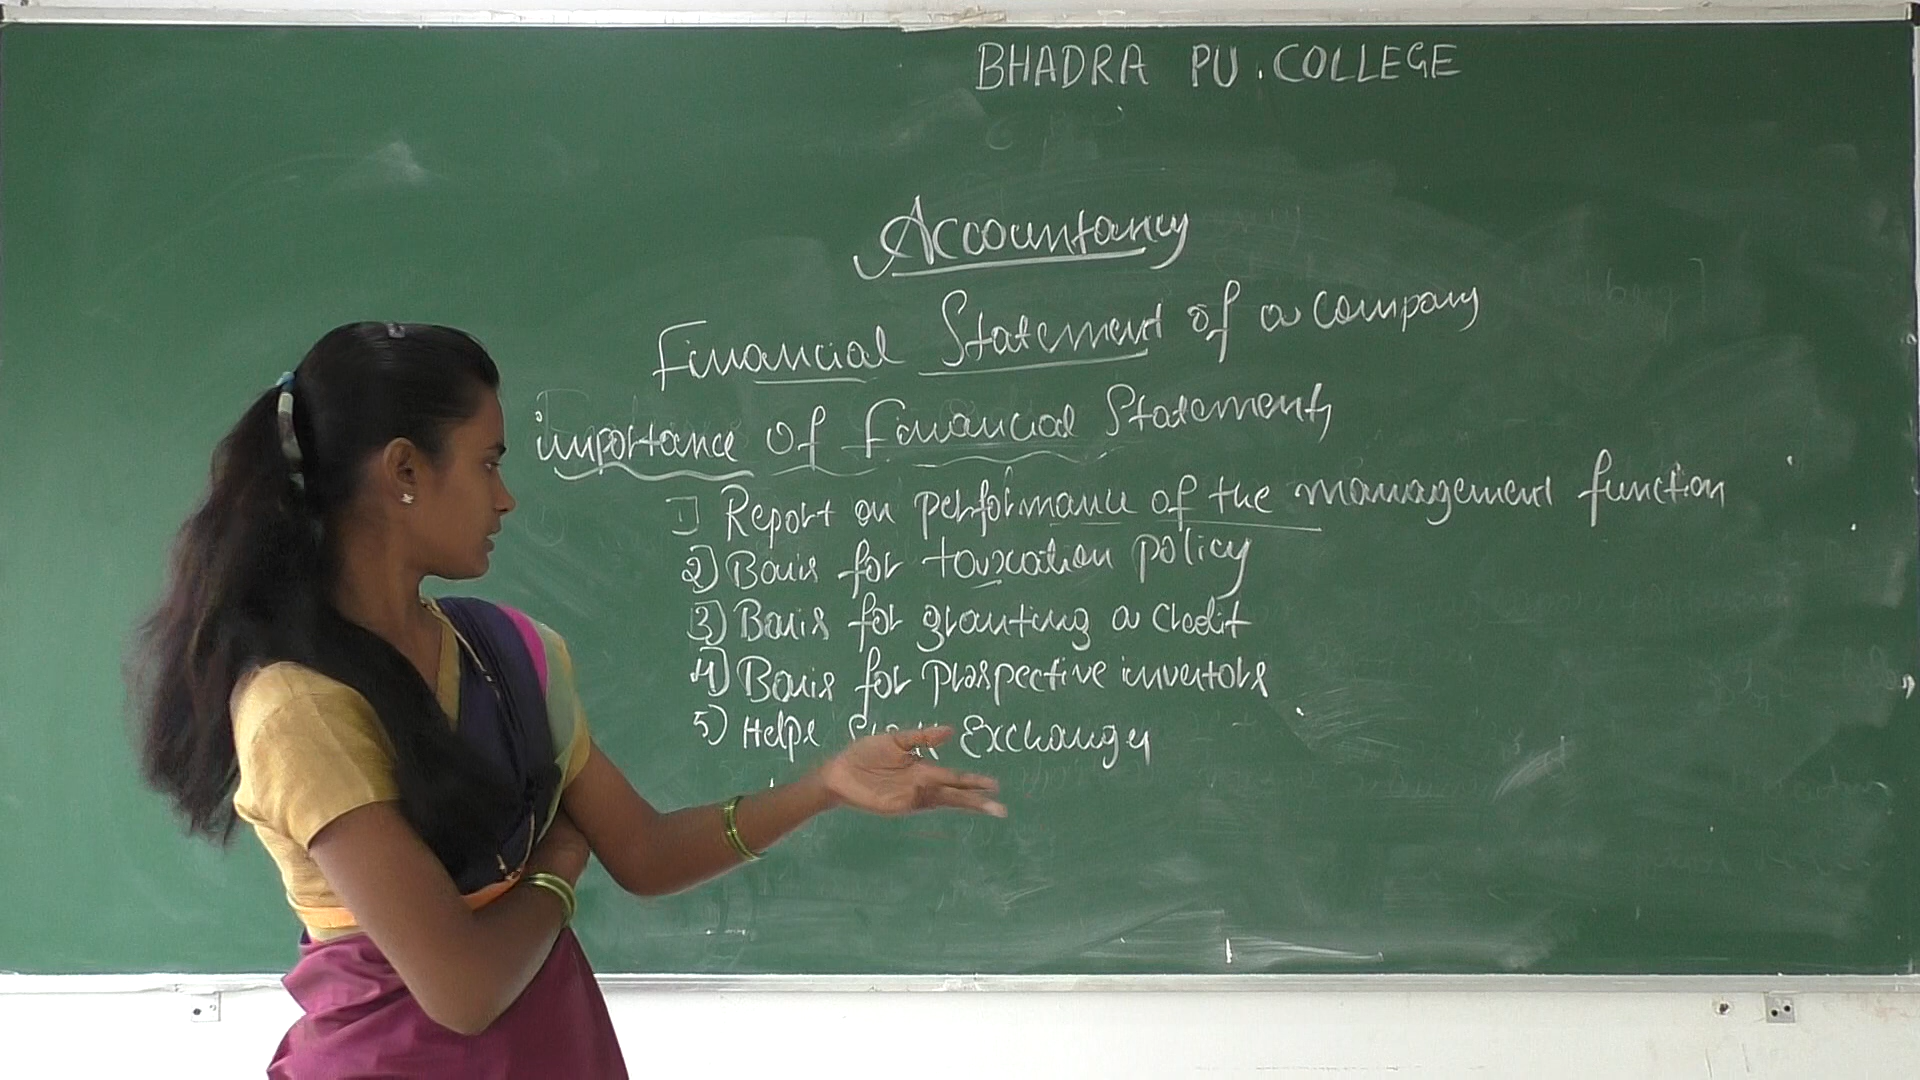 BHADRA PU. COLLEGE
Accountancy
Financial Statement of a company
importance of Financial Statements
1] Report on performance of the management function
2) Basis for taxation policy
3) Basis for granting a credit
4) Basis for prospective investors
5) Helps Stock Exchanges